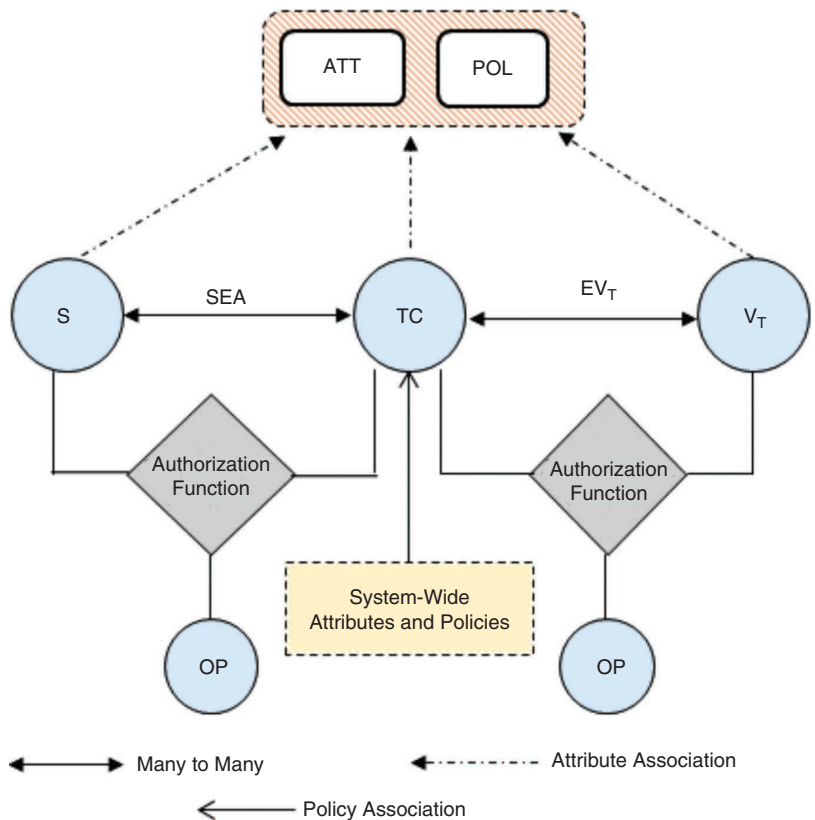 ATT
POL
S
SEA
TC
EV_T
V_T
Authorization
Function
Authorization
Function
System-Wide
Attributes and Policies
OP
OP
Many to Many
Attribute Association
Policy Association